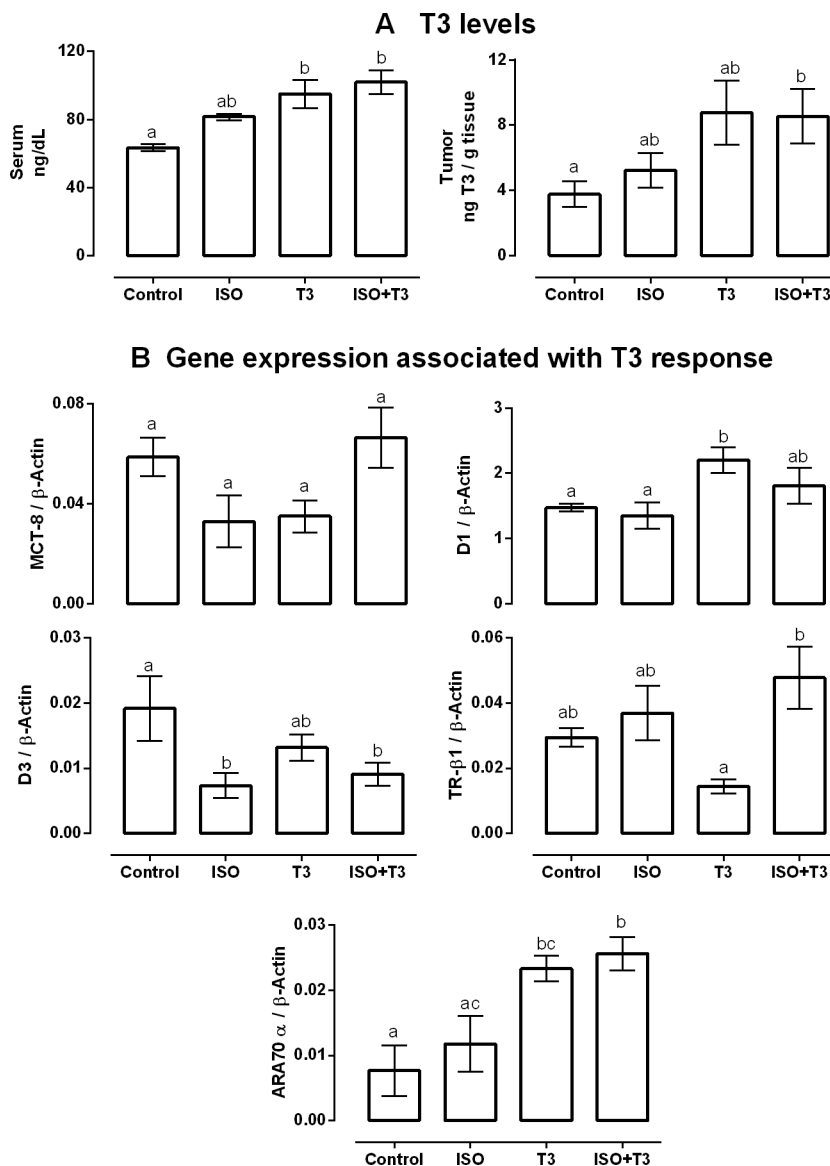 A T3 levels
Serum
ng/dL
120
80
40
0
a
ab
b
b
Control ISO T3 ISO+T3
Tumor
ng T3 / g tissue
12
8
4
0
a
ab
ab
b
Control ISO T3 ISO+T3
B Gene expression associated with T3 response
MCT-8 / β-Actin
0.08
0.04
0.00
a
a
a
a
D1 / β-Actin
3
2
1
0
a
a
b
ab
D3 / β-Actin
0.03
0.02
0.01
0.00
a
b
ab
b
Control ISO T3 ISO+T3
TR-β1 / β-Actin
0.06
0.04
0.02
0.00
ab
ab
a
b
Control ISO T3 ISO+T3
ARA70 α / β-Actin
0.03
0.02
0.01
0.00
a
ac
bc
b
Control ISO T3 ISO+T3